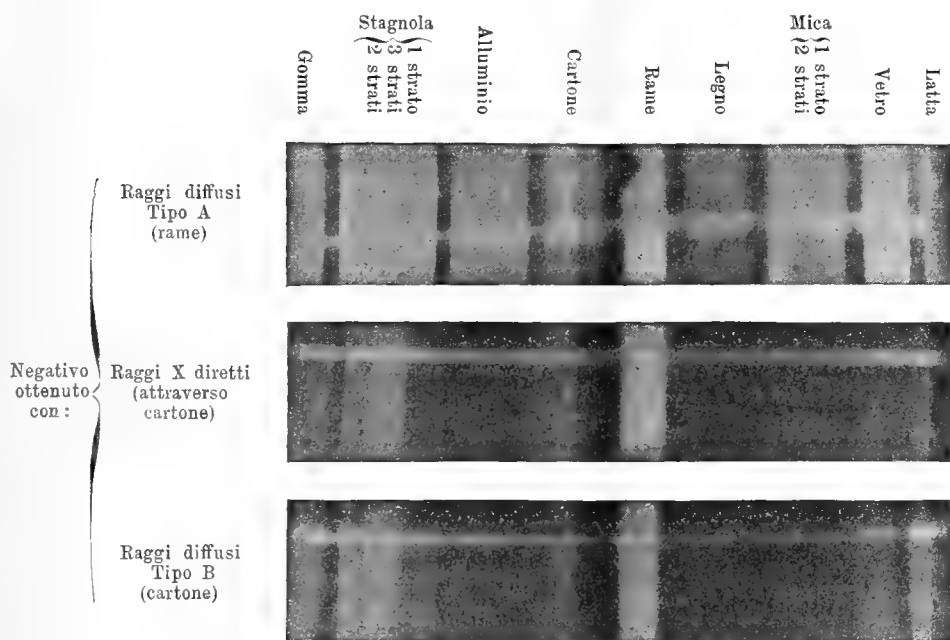 Gomma
Stagnola
1 strato
3 strati
2 strati
Alluminio
Cartone
Rame
Legno
Mica
1 strato
2 strati
Vetro
Latta
Negativo
ottenuto
con :
Raggi diffusi
Tipo A
(rame)
Raggi X diretti
(attraverso
cartone)
Raggi diffusi
Tipo B
(cartone)